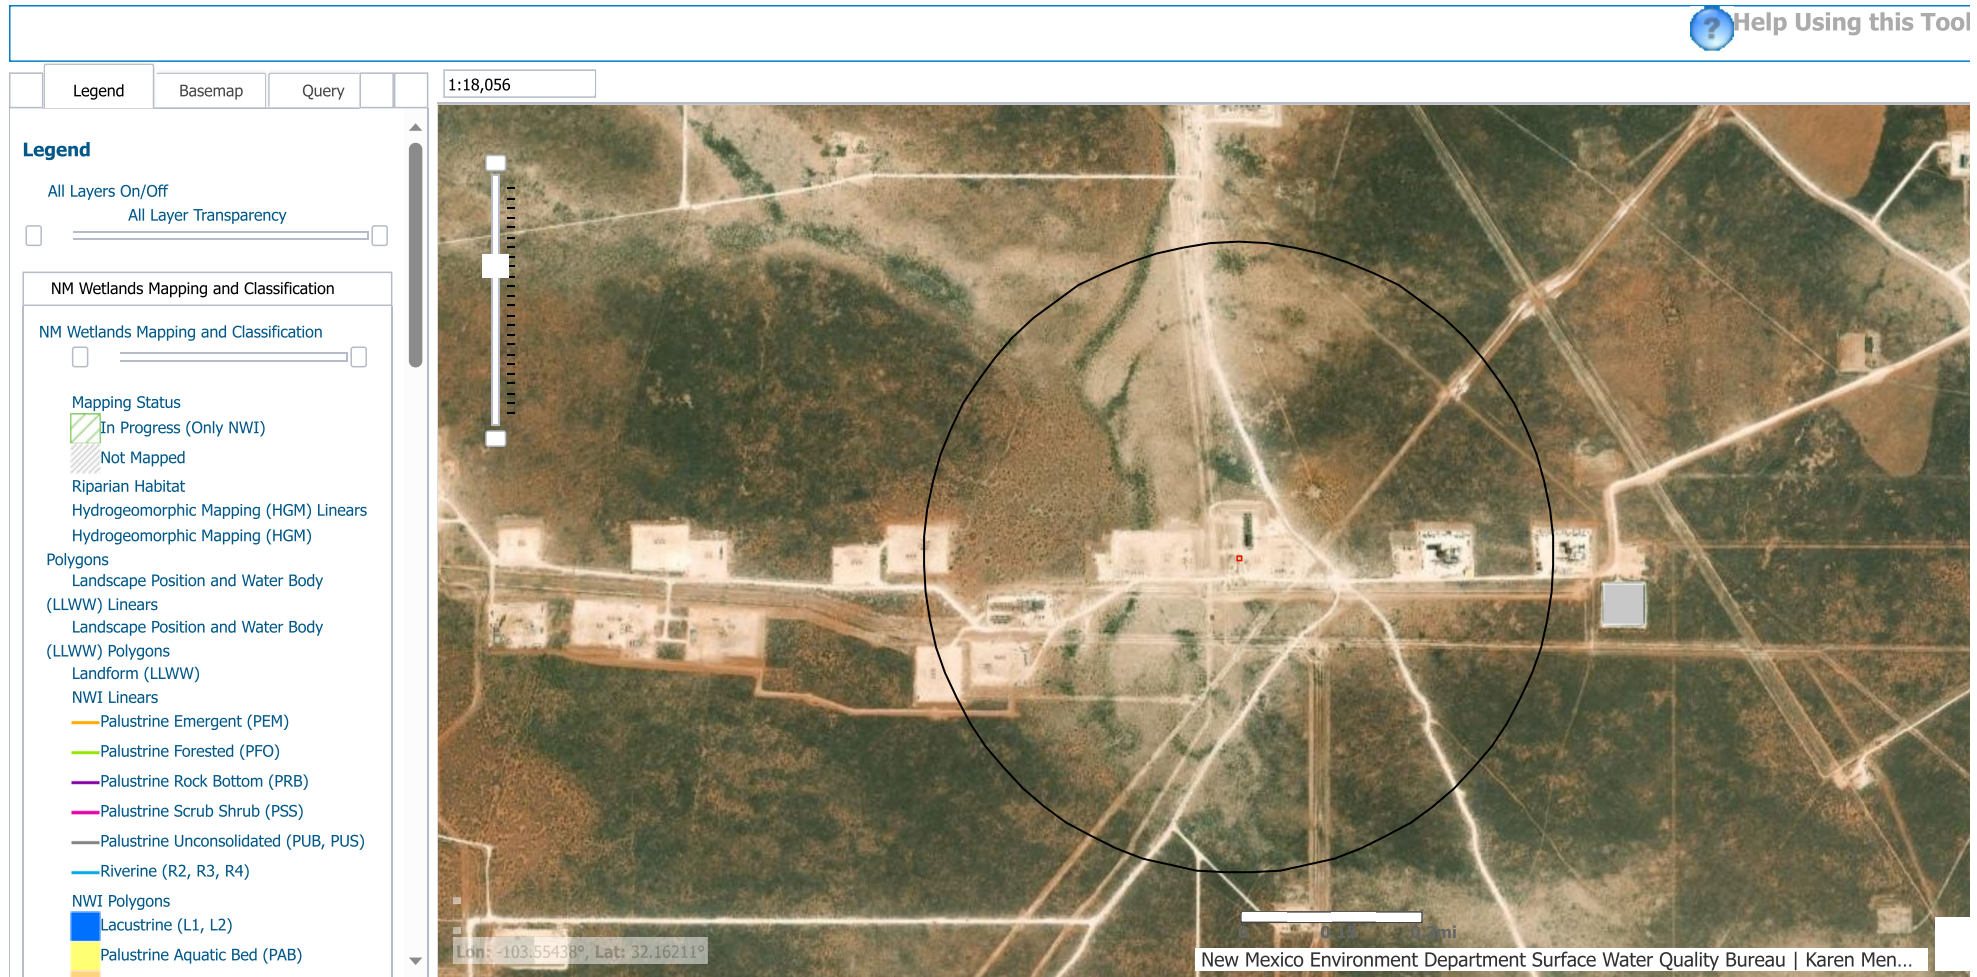 Help Using this Tool
Legend
Basemap
Query
1:18,056
Legend
All Layers On/Off
All Layer Transparency
NM Wetlands Mapping and Classification
NM Wetlands Mapping and Classification
Mapping Status
In Progress (Only NWI)
Not Mapped
Riparian Habitat
Hydrogeomorphic Mapping (HGM) Linears
Hydrogeomorphic Mapping (HGM)
Polygons
Landscape Position and Water Body
(LLWW) Linears
Landscape Position and Water Body
(LLWW) Polygons
Landform (LLWW)
NWI Linears
Palustrine Emergent (PEM)
Palustrine Forested (PFO)
Palustrine Rock Bottom (PRB)
Palustrine Scrub Shrub (PSS)
Palustrine Unconsolidated (PUB, PUS)
Riverine (R2, R3, R4)
NWI Polygons
Lacustrine (L1, L2)
Palustrine Aquatic Bed (PAB)
Lon: -103.55438°, Lat: 32.16211°
New Mexico Environment Department Surface Water Quality Bureau | Karen Men...